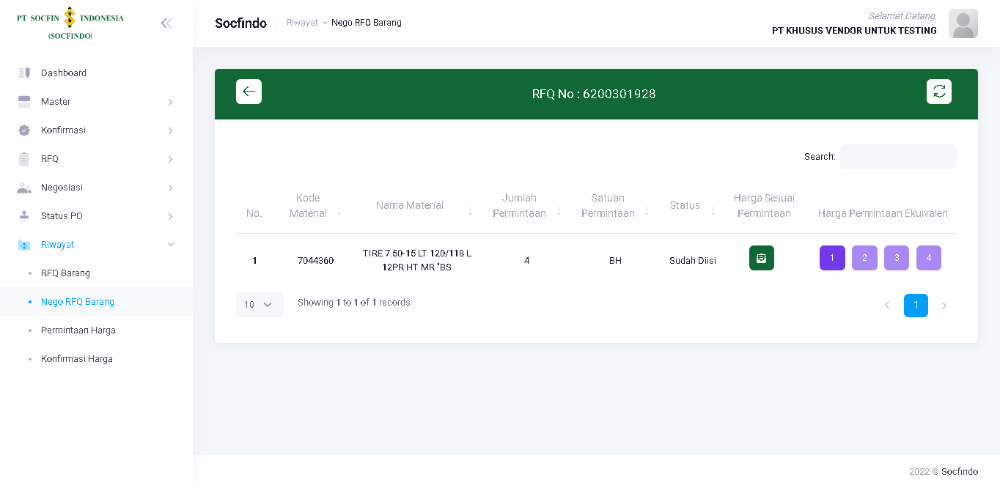 PT SOCFIN INDONESIA
(SOCFINDO)
Socfindo
Riwayat - Nego RFQ Barang
Selamat Datang,
PT KHUSUS VENDOR UNTUK TESTING
Dashboard
Master
Konfirmasi
RFQ
Negosiasi
Status PO
Riwayat
RFQ Barang
Nego RFQ Barang
Permintaan Harga
Konfirmasi Harga
RFQ No : 6200301928
Search:
No.
Kode
Material
Nama Material
Jumlah
Permintaan
Satuan
Permintaan
Status
Harga Sesuai
Permintaan
Harga Permintaan Ekuivalen
1
7044360
TIRE 7.50-15 LT 120/118 L
12PR HT MR "BS
4
BH
Sudah Diisi
1 2 3 4
10
Showing 1 to 1 of 1 records
1
2022 © Socfindo